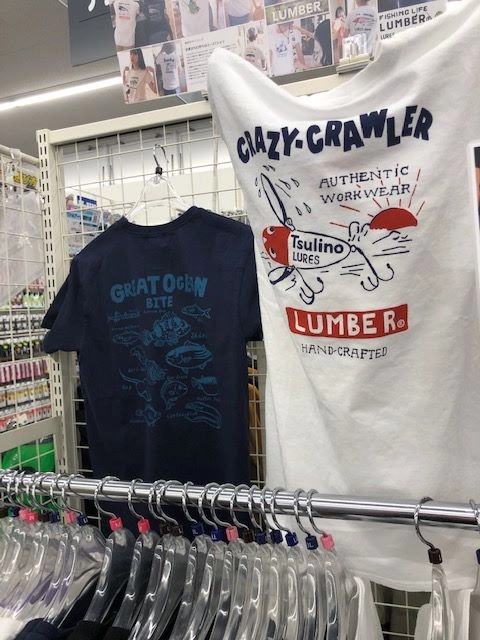 LUMBER
FISHING LIFE
LUMBER
CRAZY-CRAWLER
AUTHENTIC
WORKWEAR
Tsulino
LURES
LUMBER®
HAND-CRAFTED
GREAT OCEAN
BITE